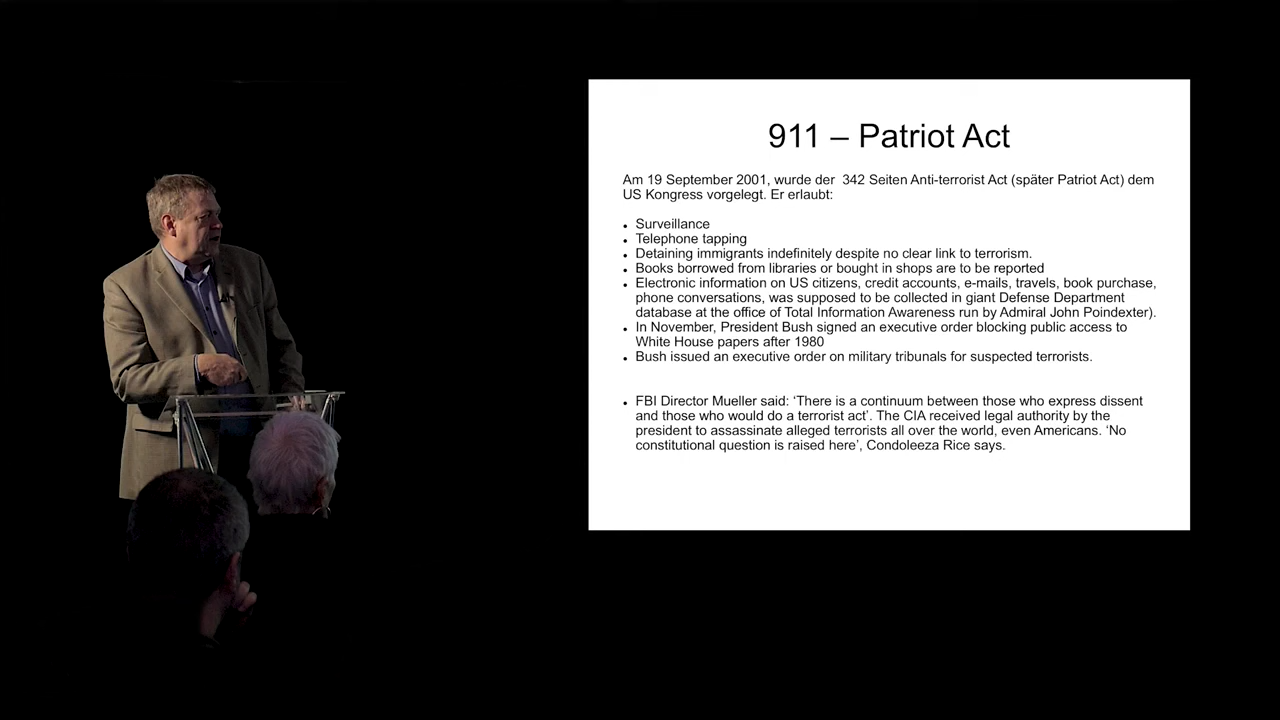 911 – Patriot Act
Am 19 September 2001, wurde der 342 Seiten Anti-terrorist Act (später Patriot Act) dem
US Kongress vorgelegt. Er erlaubt:
• Surveillance
• Telephone tapping
• Detaining immigrants indefinitely despite no clear link to terrorism.
• Books borrowed from libraries or bought in shops are to be reported
• Electronic information on US citizens, credit accounts, e-mails, travels, book purchase,
phone conversations, was supposed to be collected in giant Defense Department
database at the office of Total Information Awareness run by Admiral John Poindexter).
• In November, President Bush signed an executive order blocking public access to
White House papers after 1980
• Bush issued an executive order on military tribunals for suspected terrorists.
• FBI Director Mueller said: ‘There is a continuum between those who express dissent
and those who would do a terrorist act’. The CIA received legal authority by the
president to assassinate alleged terrorists all over the world, even Americans. ‘No
constitutional question is raised here’, Condoleeza Rice says.